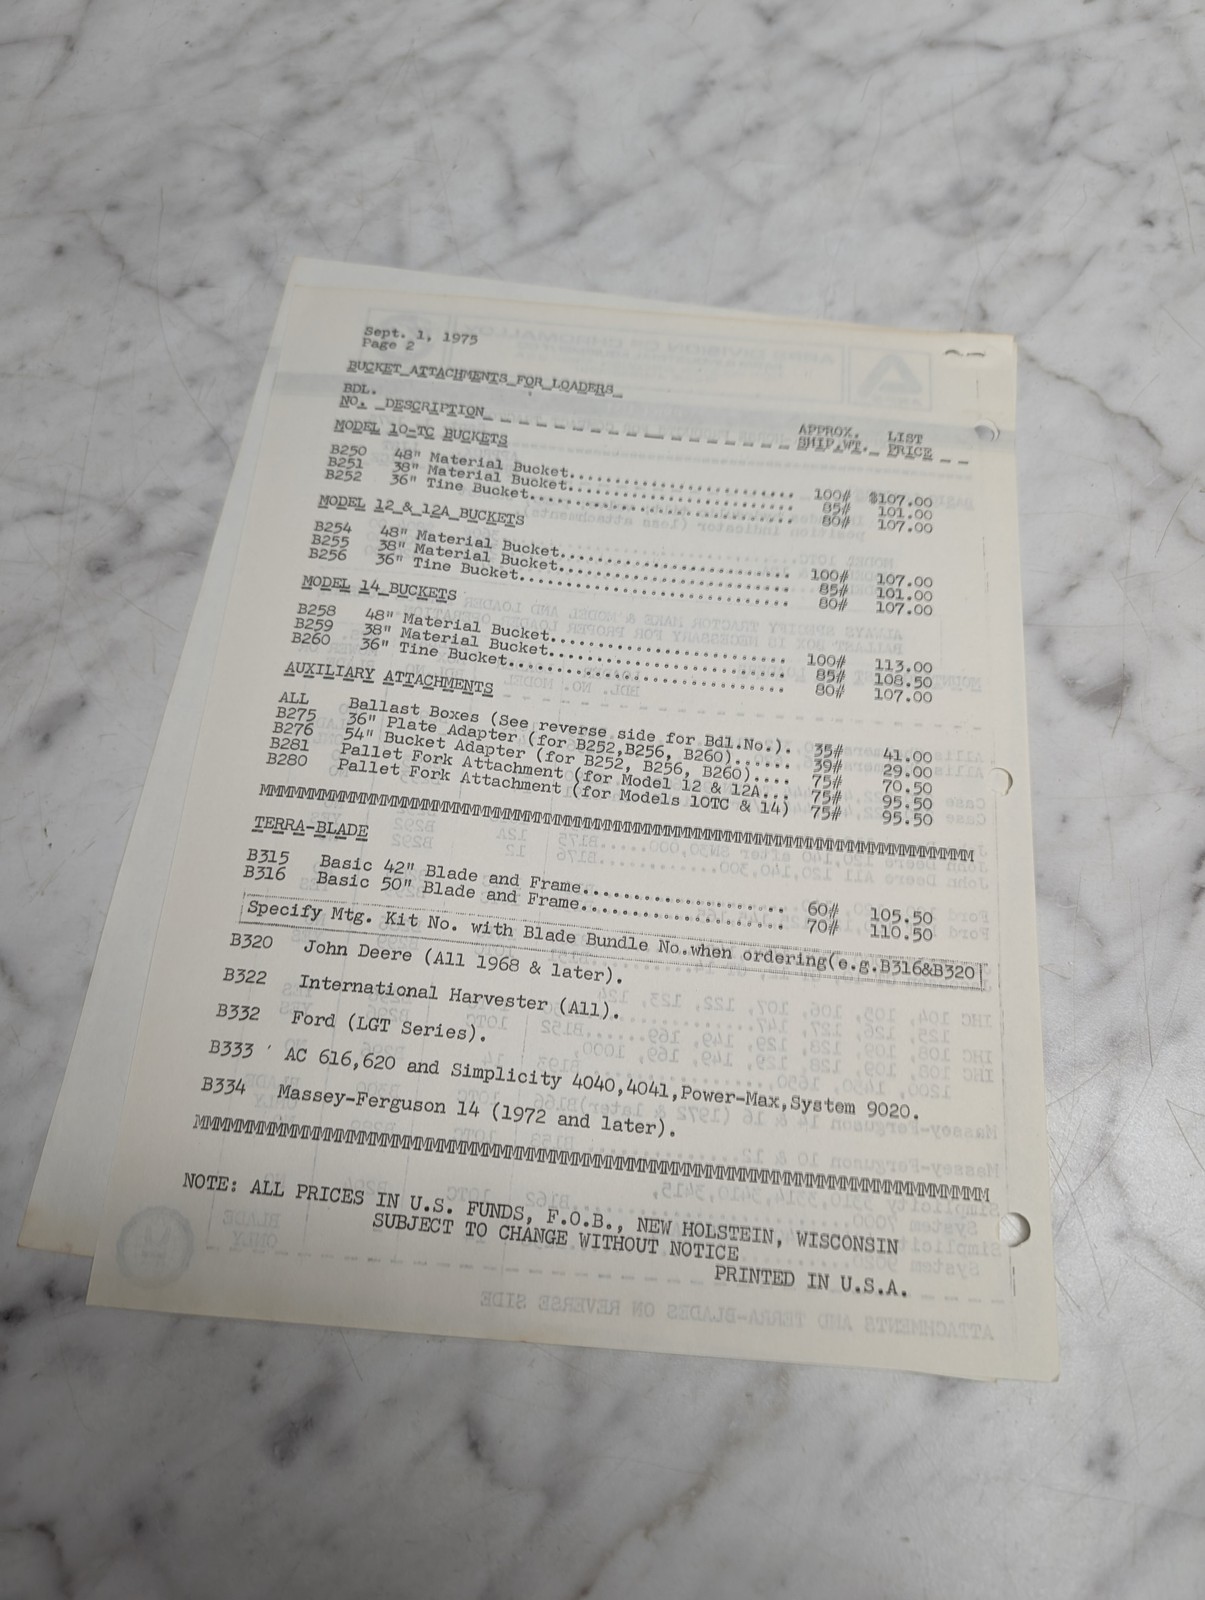 Sept. 1, 1975
Page 2
BUCKET ATTACHMENTS FOR LOADERS
BDL. APPROX. LIST
NO. DESCRIPTION SHIP.WT. PRICE
MODEL 10-TC BUCKETS
B250 48" Material Bucket............................ 100# $107.00
B251 38" Material Bucket............................ 85# 101.00
B252 36" Tine Bucket................................ 80# 107.00
MODEL 12 & 12A BUCKETS
B254 48" Material Bucket............................ 100# 107.00
B255 38" Material Bucket............................ 85# 101.00
B256 36" Tine Bucket................................ 80# 107.00
MODEL 14 BUCKETS
B258 48" Material Bucket............................ 100# 113.00
B259 38" Material Bucket............................ 85# 108.50
B260 36" Tine Bucket................................ 80# 107.00
AUXILIARY ATTACHMENTS
ALL Ballast Boxes (See reverse side for Bdl.No.). 35# 41.00
B275 36" Plate Adapter (for B252,B256, B260)...... 39# 29.00
B276 54" Bucket Adapter (for B252, B256, B260).... 75# 70.50
B281 Pallet Fork Attachment (for Model 12 & 12A... 75# 95.50
B280 Pallet Fork Attachment (for Models 10TC & 14) 75# 95.50
TERRA-BLADE
B315 Basic 42" Blade and Frame...................... 60# 105.50
B316 Basic 50" Blade and Frame...................... 70# 110.50
Specify Mtg. Kit No. with Blade Bundle No.when ordering(e.g.B316&B320
B320 John Deere (All 1968 & later).
B322 International Harvester (All).
B332 Ford (LGT Series).
B333 AC 616,620 and Simplicity 4040,4041,Power-Max,System 9020.
B334 Massey-Ferguson 14 (1972 and later).
NOTE: ALL PRICES IN U.S. FUNDS, F.O.B., NEW HOLSTEIN, WISCONSIN
SUBJECT TO CHANGE WITHOUT NOTICE
PRINTED IN U.S.A.